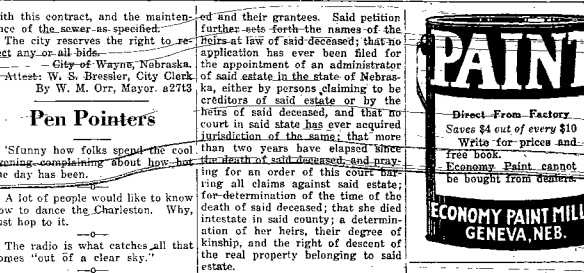 ith this contract, and the mainten-
nce of the sewer as specified.
The city reserves the right to re-
ect any or all bids.
City of Wayne, Nebraska.
Attest: W. S. Bressler, City Clerk
By W. M. Orr, Mayor. a27t3
Pen Pointers
'Sfunny how folks spend the cool
vening complaining about how hot
he day has been.
—o—
A lot of people would like to know
ow to dance the Charleston. Why,
ust hop to it.
—o—
The radio is what catches all that
omes "out of a clear sky."
—o—
ed and their grantees. Said petition
further sets forth the names of the
heirs at law of said deceased; that no
application has ever been filed for
the appointment of an administrator
of said estate in the state of Nebras-
ka, either by persons claiming to be
creditors of said estate or by the
heirs of said deceased, and that no
court in said state has ever acquired
jurisdiction of the same; that more
than two years have elapsed since
the death of said deceased, and pray-
ing for an order of this court bar-
ring all claims against said estate;
for determination of the time of the
death of said deceased; that she died
intestate in said county; a determin-
ation of her heirs, their degree of
kinship, and the right of descent of
the real property belonging to said
estate.
PAINT
Direct From Factory
Saves $4 out of every $10
Write for prices and
free book.
Economy Paint cannot
be bought from dealers.
ECONOMY PAINT MILL
GENEVA, NEB.